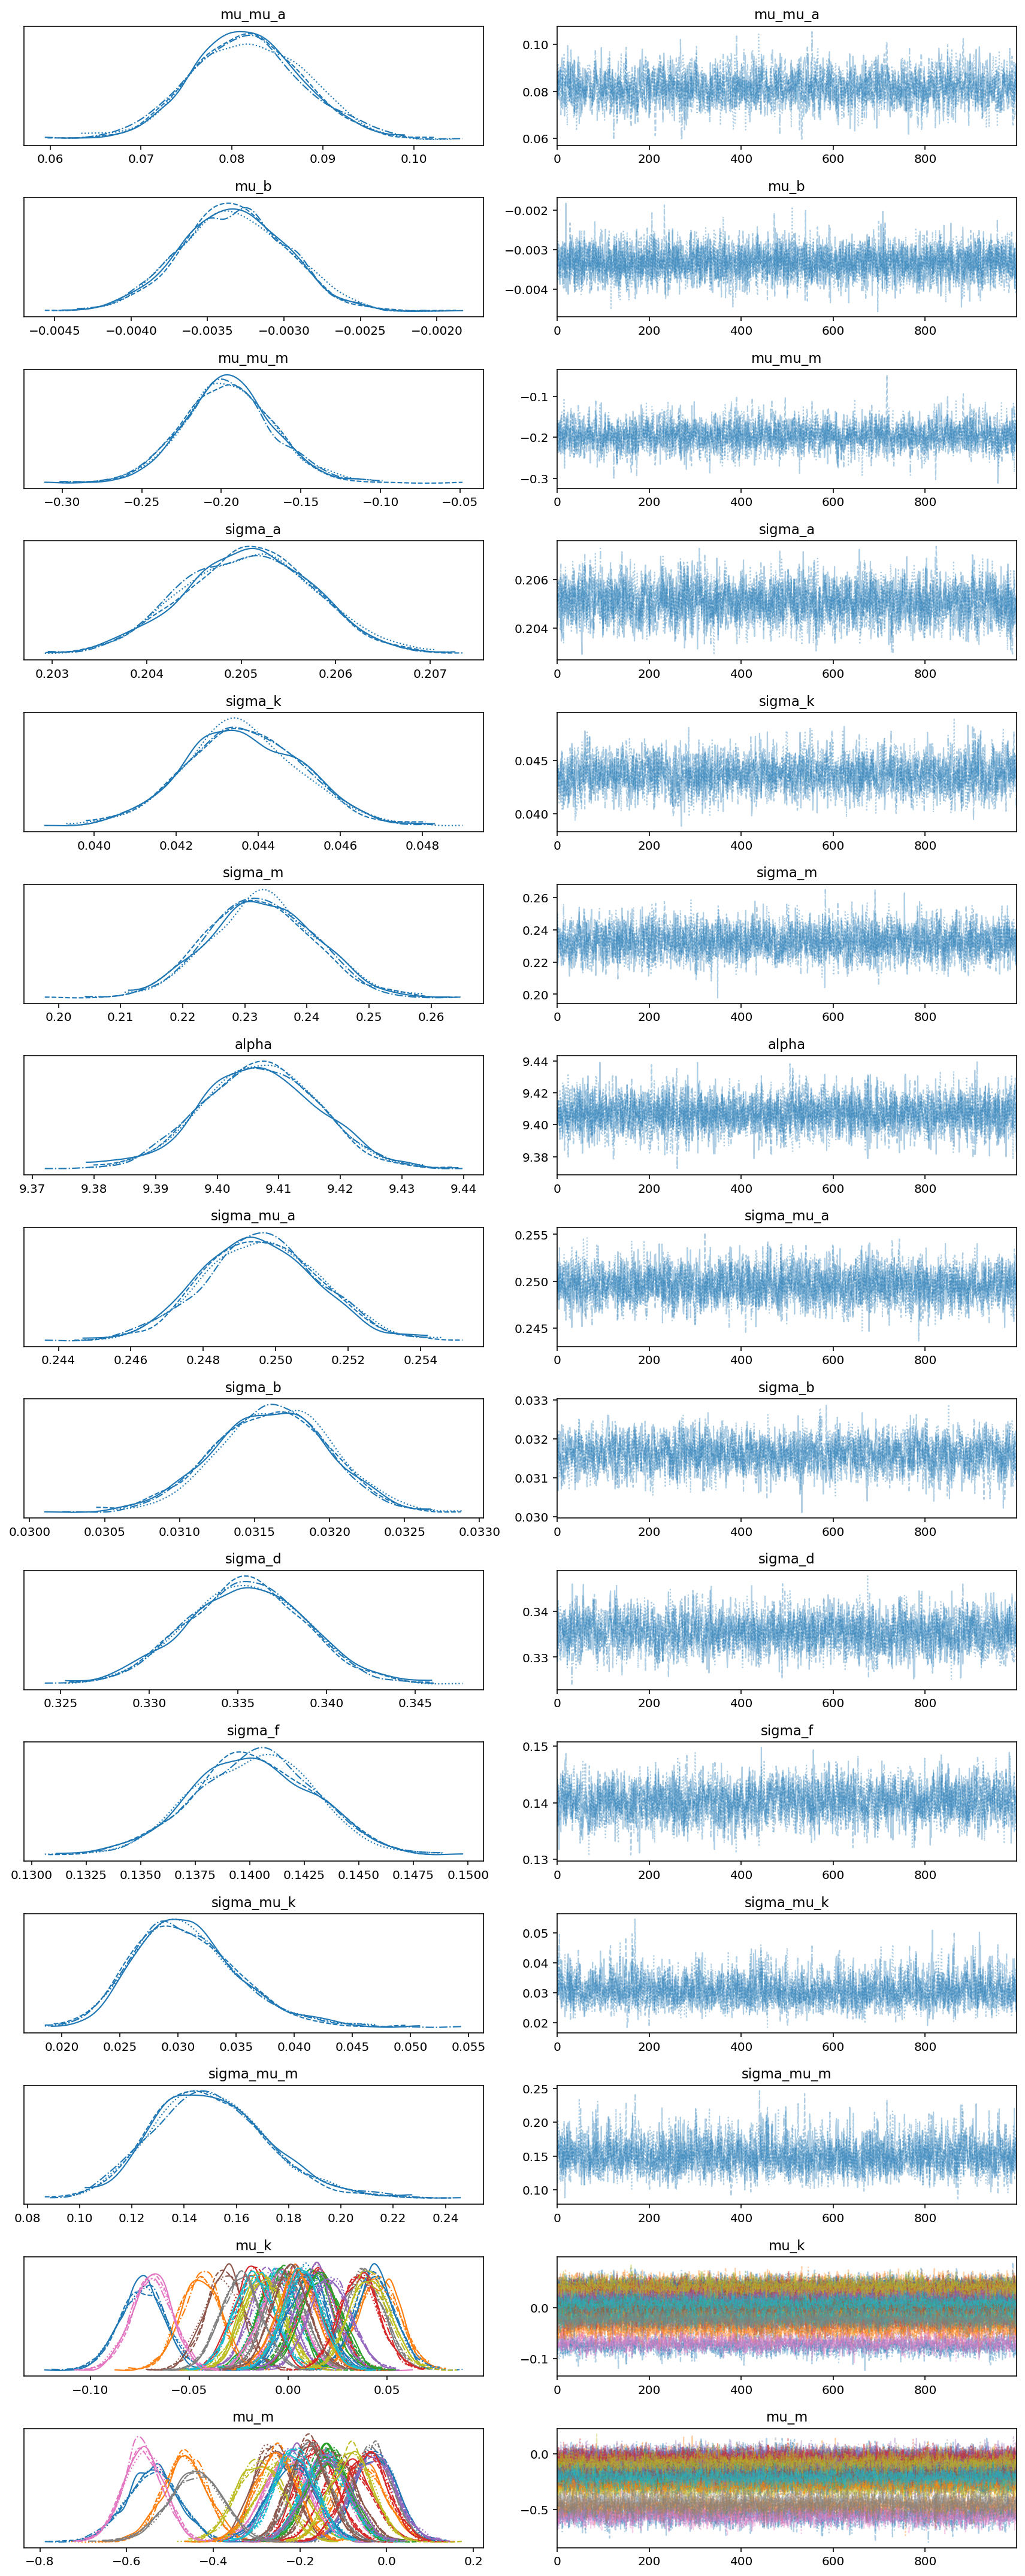 mu_mu_a mu_mu_a
0.10
0.08
0.06
0.06 0.07 0.08 0.09 0.10 0 200 400 600 800
mu_b mu_b
−0.002
−0.003
−0.004
−0.0045 −0.0040 −0.0035 −0.0030 −0.0025 −0.0020 0 200 400 600 800
mu_mu_m mu_mu_m
−0.1
−0.2
−0.3
−0.30 −0.25 −0.20 −0.15 −0.10 −0.05 0 200 400 600 800
sigma_a sigma_a
0.206
0.204
0.203 0.204 0.205 0.206 0.207 0 200 400 600 800
sigma_k sigma_k
0.045
0.040
0.040 0.042 0.044 0.046 0.048 0 200 400 600 800
sigma_m sigma_m
0.26
0.24
0.22
0.20
0.20 0.21 0.22 0.23 0.24 0.25 0.26 0 200 400 600 800
alpha alpha
9.44
9.42
9.40
9.38
9.37 9.38 9.39 9.40 9.41 9.42 9.43 9.44 0 200 400 600 800
sigma_mu_a sigma_mu_a
0.255
0.250
0.245
0.244 0.246 0.248 0.250 0.252 0.254 0 200 400 600 800
sigma_b sigma_b
0.033
0.032
0.031
0.030
0.0300 0.0305 0.0310 0.0315 0.0320 0.0325 0.0330 0 200 400 600 800
sigma_d sigma_d
0.34
0.33
0.325 0.330 0.335 0.340 0.345 0 200 400 600 800
sigma_f sigma_f
0.15
0.14
0.13
0.1300 0.1325 0.1350 0.1375 0.1400 0.1425 0.1450 0.1475 0.1500 0 200 400 600 800
sigma_mu_k sigma_mu_k
0.05
0.04
0.03
0.02
0.020 0.025 0.030 0.035 0.040 0.045 0.050 0.055 0 200 400 600 800
sigma_mu_m sigma_mu_m
0.25
0.20
0.15
0.10
0.08 0.10 0.12 0.14 0.16 0.18 0.20 0.22 0.24 0 200 400 600 800
mu_k mu_k
0.0
−0.1
−0.10 −0.05 0.00 0.05 0 200 400 600 800
mu_m mu_m
0.0
−0.5
−0.8 −0.6 −0.4 −0.2 0.0 0.2 0 200 400 600 800